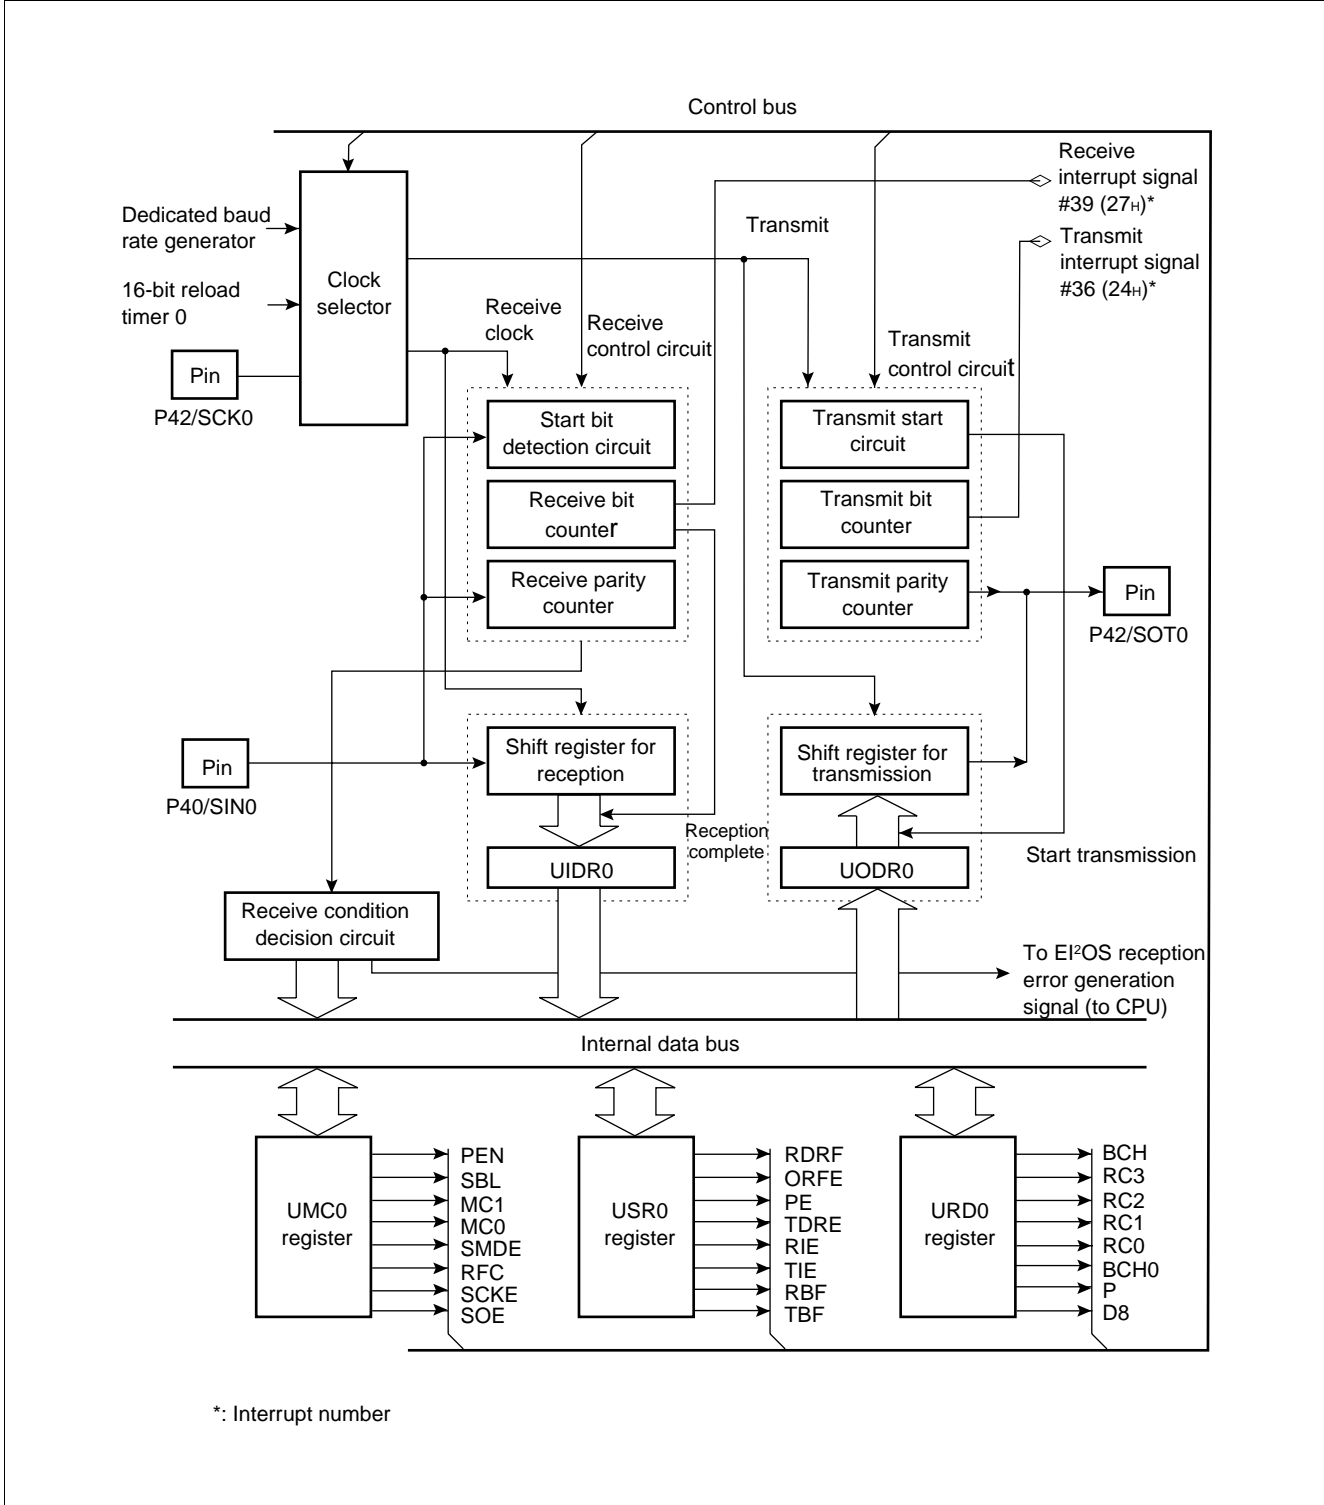 Control bus
Receive
interrupt signal
#39 (27H)*
Transmit
interrupt signal
#36 (24H)*
Dedicated baud
rate generator
16-bit reload
timer 0
Pin
P42/SCK0
Clock
selector
Transmit
Receive
clock
Receive
control circuit
Transmit
control circuit
Start bit
detection circuit
Receive bit
counter
Receive parity
counter
Transmit start
circuit
Transmit bit
counter
Transmit parity
counter
Pin
P42/SOT0
Pin
P40/SIN0
Shift register for
reception
Shift register for
transmission
Reception
complete
Start transmission
UIDR0
UODR0
Receive condition
decision circuit
To EI²OS reception
error generation
signal (to CPU)
Internal data bus
UMC0
register
PEN
SBL
MC1
MC0
SMDE
RFC
SCKE
SOE
USR0
register
RDRF
ORFE
PE
TDRE
RIE
TIE
RBF
TBF
URD0
register
BCH
RC3
RC2
RC1
RC0
BCH0
P
D8
*: Interrupt number